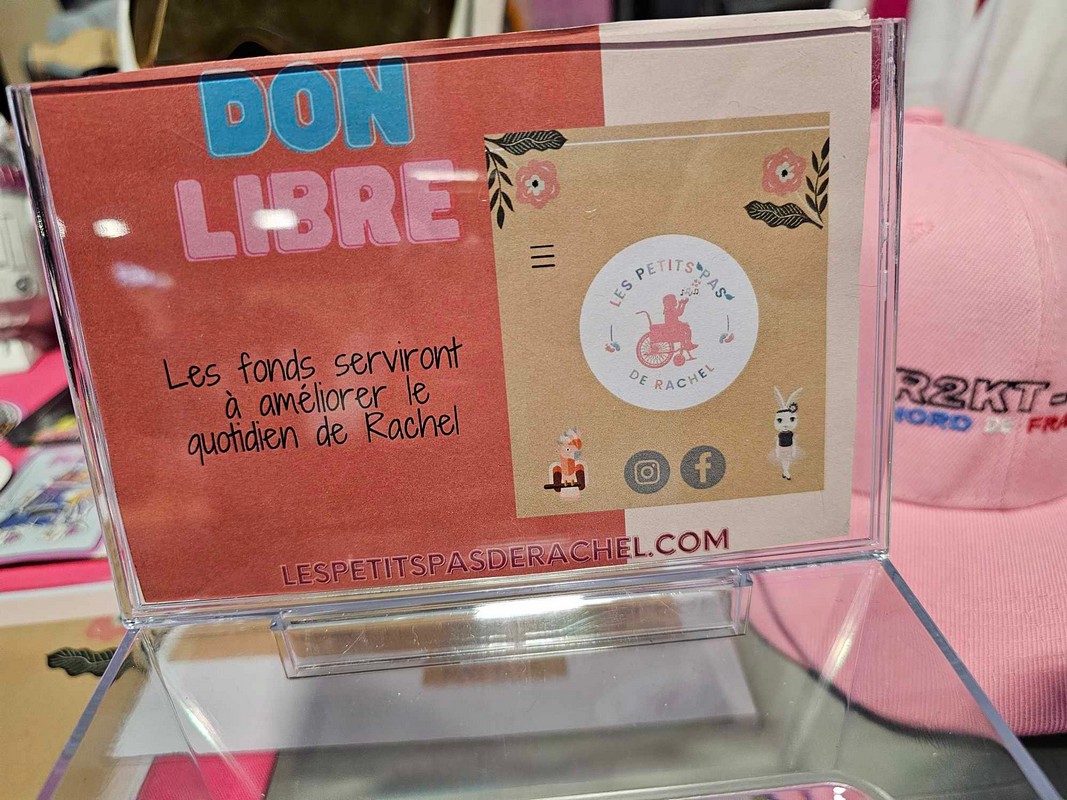 DON
LIBRE
Les fonds serviront
à améliorer le
quotidien de Rachel
LES PETITS PAS
DE RACHEL
LESPETITSPASDERACHEL.COM
R2KT-
NORD DE FRA